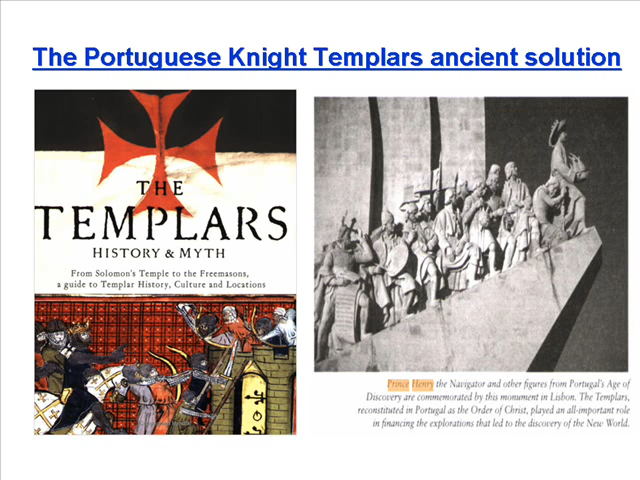 The Portuguese Knight Templars ancient solution
THE
TEMPLARS
HISTORY & MYTH
From Solomon's Temple to the Freemasons,
a guide to Templar History, Culture and Locations
Prince Henry the Navigator and other figures from Portugal's Age of
Discovery are commemorated by this monument in Lisbon. The Templars,
reconstituted in Portugal as the Order of Christ, played an all-important role
in financing the explorations that led to the discovery of the New World.